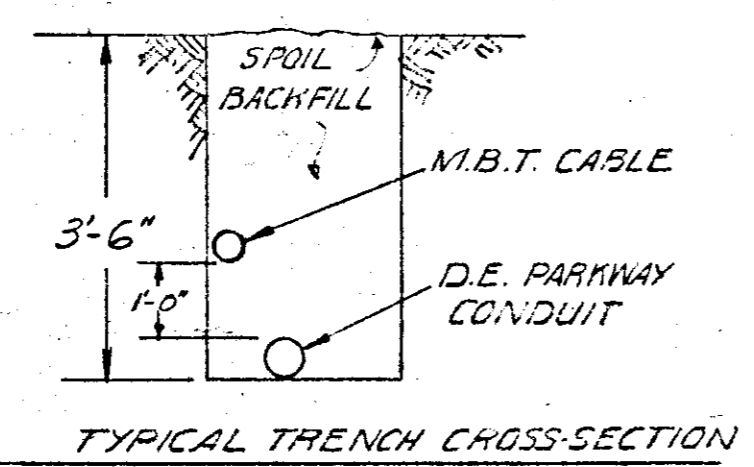 SPOIL
BACKFILL
M.B.T. CABLE
3'-6"
D.E. PARKWAY
CONDUIT
1'-0"
TYPICAL TRENCH CROSS-SECTION